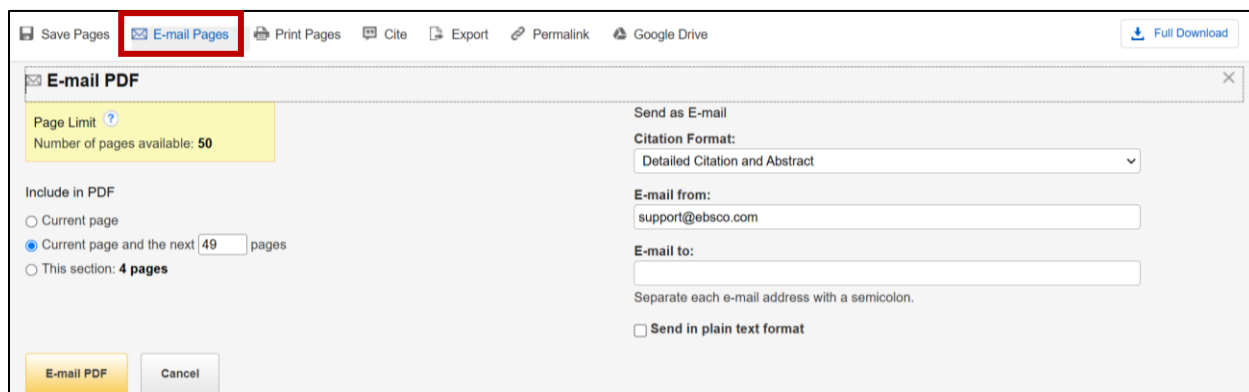 Save Pages E-mail Pages Print Pages Cite Export Permalink Google Drive Full Download
E-mail PDF
Page Limit ?
Number of pages available: 50
Include in PDF
Current page
Current page and the next 49 pages
This section: 4 pages
E-mail PDF Cancel
Send as E-mail
Citation Format:
Detailed Citation and Abstract
E-mail from:
support@ebsco.com
E-mail to:
Separate each e-mail address with a semicolon.
Send in plain text format